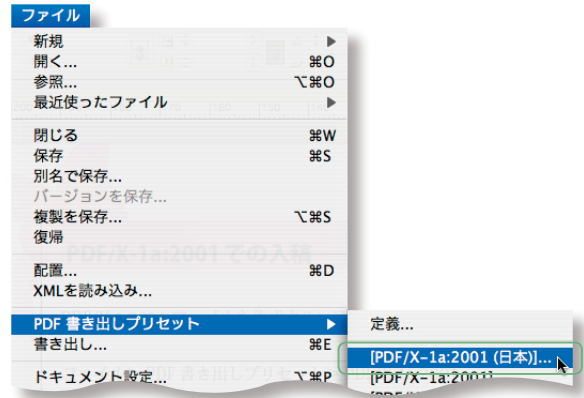 ファイル
新規
開く... ⌘O
参照... ⌥⌘O
最近使ったファイル
閉じる ⌘W
保存 ⌘S
別名で保存...
バージョンを保存...
複製を保存... ⌥⌘S
復帰
PDF/X-1a:2001 での入稿
配置... ⌘D
XMLを読み込み...
PDF 書き出しプリセット
定義...
書き出し... ⌘E
[PDF/X-1a:2001 (日本)]...
ドキュメント設定... ⌥⌘P
[PDF/X-1a:2001]